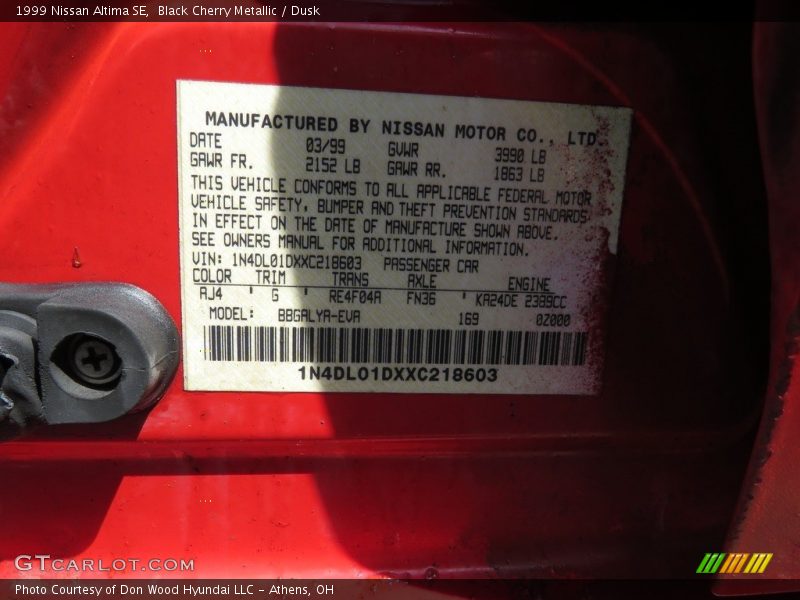 1999 Nissan Altima SE, Black Cherry Metallic / Dusk
MANUFACTURED BY NISSAN MOTOR CO., LTD.
DATE 03/99 GVWR 3990 LB
GAWR FR. 2152 LB GAWR RR. 1863 LB
THIS VEHICLE CONFORMS TO ALL APPLICABLE FEDERAL MOTOR
VEHICLE SAFETY, BUMPER AND THEFT PREVENTION STANDARDS
IN EFFECT ON THE DATE OF MANUFACTURE SHOWN ABOVE.
SEE OWNERS MANUAL FOR ADDITIONAL INFORMATION.
VIN: 1N4DL01DXXC218603 PASSENGER CAR
COLOR TRIM TRANS AXLE ENGINE
AJ4 ' G ' RE4F04A FN36 ' KA24DE 2389CC
MODEL: BBGALYA-EVA 169 0Z000
1N4DL01DXXC218603
GTCARLOT.COM
Photo Courtesy of Don Wood Hyundai LLC - Athens, OH